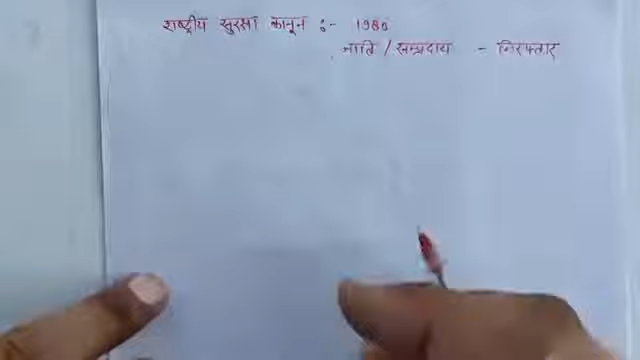 राष्ट्रीय सुरक्षा कानून :- 1980
जाति / सम्प्रदाय - गिरफ्तार